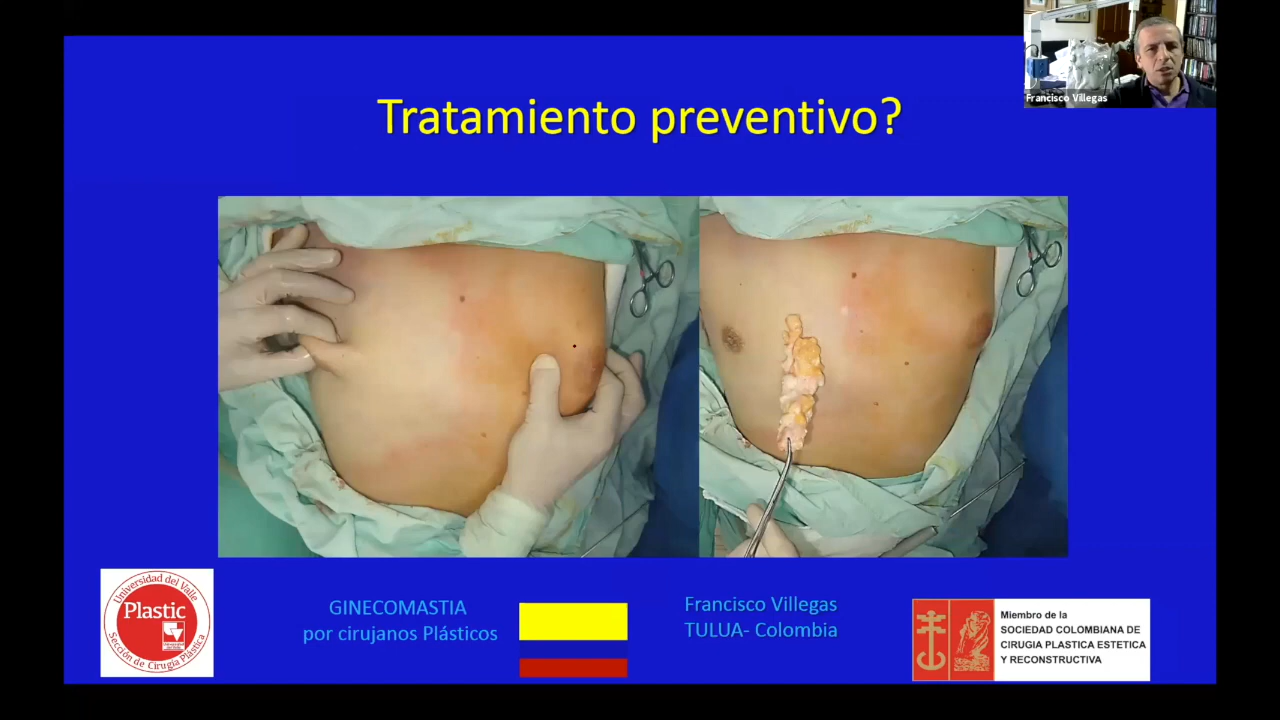 Francisco Villegas
Tratamiento preventivo?
Universidad del Valle
Plastic
Sección de Cirugía Plástica
GINECOMASTIA
por cirujanos Plásticos
Francisco Villegas
TULUA- Colombia
Miembro de la
SOCIEDAD COLOMBIANA DE
CIRUGIA PLASTICA ESTETICA
Y RECONSTRUCTIVA